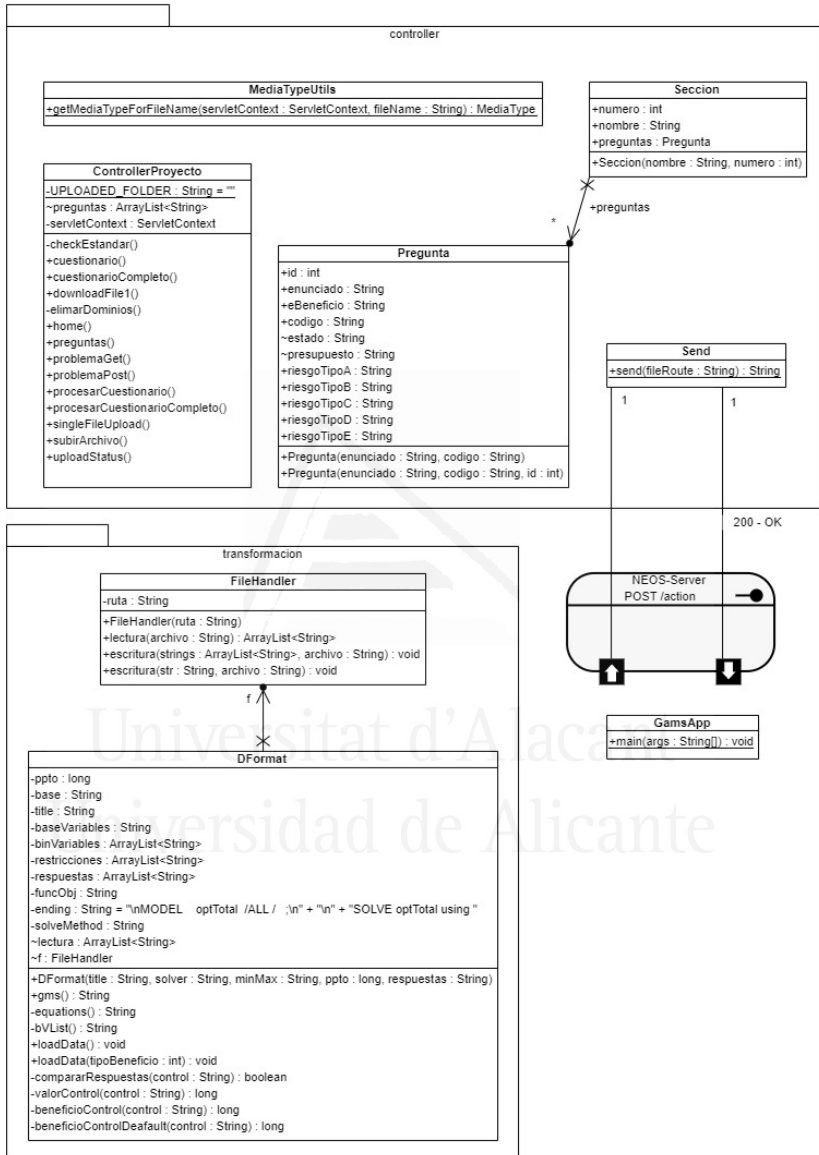 controller
MediaTypeUtils
+getMediaTypeForFileName(servletContext : ServletContext, fileName : String) : MediaType
Seccion
+numero : int
+nombre : String
+preguntas : Pregunta
+Seccion(nombre : String, numero : int)
ControllerProyecto
-UPLOADED_FOLDER : String = ""
~preguntas : ArrayList<String>
-servletContext : ServletContext
-checkEstandar()
+cuestionario()
+cuestionarioCompleto()
+downloadFile1()
-elimarDominios()
+home()
+preguntas()
+problemaGet()
+problemaPost()
+procesarCuestionario()
+procesarCuestionarioCompleto()
+singleFileUpload()
+subirArchivo()
+uploadStatus()
+preguntas
*
Pregunta
+id : int
+enunciado : String
+eBeneficio : String
+codigo : String
~estado : String
~presupuesto : String
+riesgoTipoA : String
+riesgoTipoB : String
+riesgoTipoC : String
+riesgoTipoD : String
+riesgoTipoE : String
+Pregunta(enunciado : String, codigo : String)
+Pregunta(enunciado : String, codigo : String, id : int)
Send
+send(fileRoute : String) : String
1
1
200 - OK
NEOS-Server
POST /action
GamsApp
+main(args : String[]) : void
transformacion
FileHandler
-ruta : String
+FileHandler(ruta : String)
+lectura(archivo : String) : ArrayList<String>
+escritura(strings : ArrayList<String>, archivo : String) : void
+escritura(str : String, archivo : String) : void
f
DFormat
-ppto : long
-base : String
-title : String
-baseVariables : String
-binVariables : ArrayList<String>
-restricciones : ArrayList<String>
-respuestas : ArrayList<String>
-funcObj : String
-ending : String = "\nMODEL    optTotal  /ALL /   ;\n" + "\n" + "SOLVE optTotal using "
-solveMethod : String
~lectura : ArrayList<String>
~f : FileHandler
+DFormat(title : String, solver : String, minMax : String, ppto : long, respuestas : String)
+gms() : String
-equations() : String
-bVList() : String
+loadData() : void
+loadData(tipoBeneficio : int) : void
-compararRespuestas(control : String) : boolean
-valorControl(control : String) : long
-beneficioControl(control : String) : long
-beneficioControlDeafault(control : String) : long
Universitat d'Alacant
Universidad de Alicante